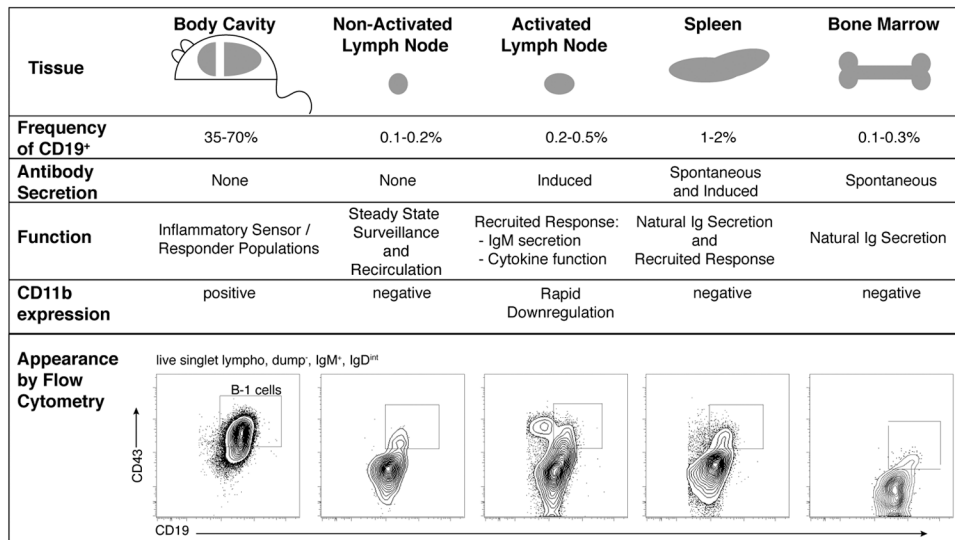 Body Cavity
Non-Activated
Lymph Node
Activated
Lymph Node
Spleen
Bone Marrow
Tissue
Frequency
of CD19+
35-70%
0.1-0.2%
0.2-0.5%
1-2%
0.1-0.3%
Antibody
Secretion
None
None
Induced
Spontaneous
and Induced
Spontaneous
Function
Inflammatory Sensor /
Responder Populations
Steady State
Surveillance
and
Recirculation
Recruited Response:
- IgM secretion
- Cytokine function
Natural Ig Secretion
and
Recruited Response
Natural Ig Secretion
CD11b
expression
positive
negative
Rapid
Downregulation
negative
negative
Appearance
by Flow
Cytometry
live singlet lympho, dump-, IgM+, IgDint
B-1 cells
CD43
CD19